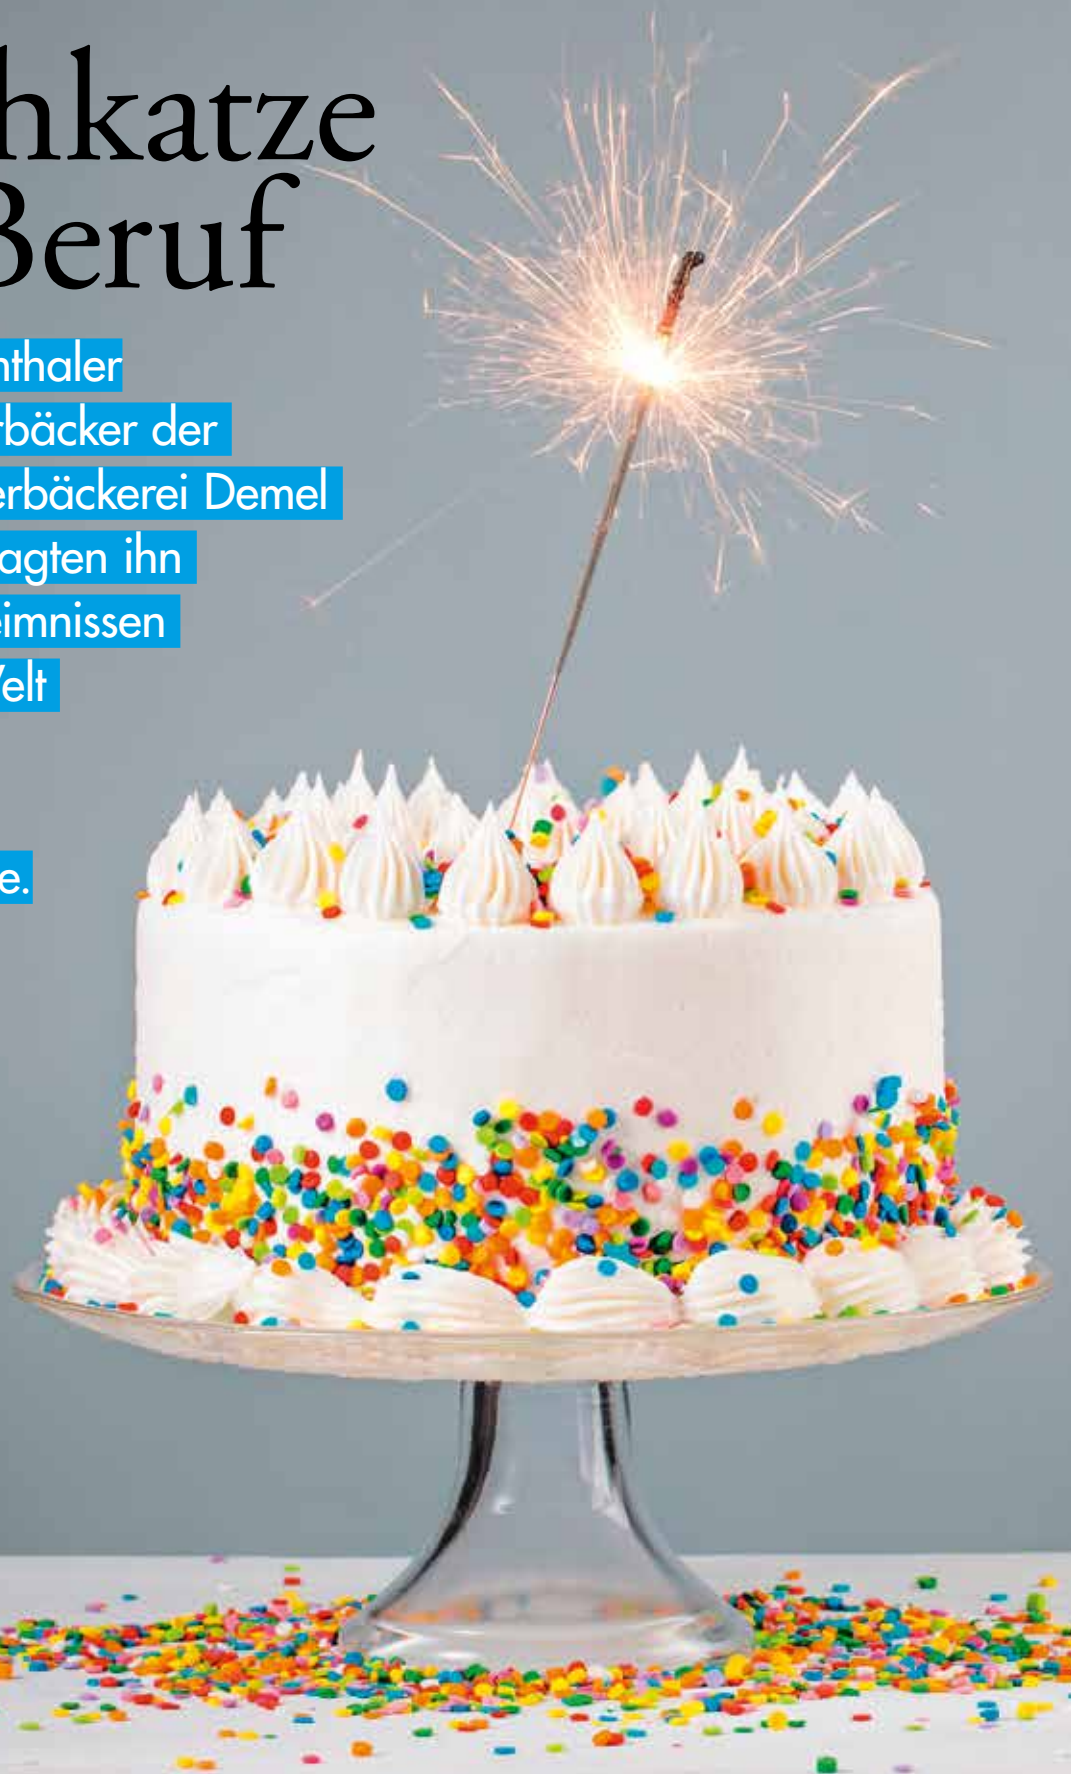 hkatze
Beruf
nthaler
rbäcker der
erbäckerei Demel
agten ihn
eimnissen
Velt
e.